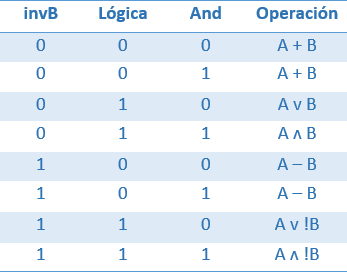 invB Lógica And Operación
0 0 0 A + B
0 0 1 A + B
0 1 0 A v B
0 1 1 A ʌ B
1 0 0 A – B
1 0 1 A – B
1 1 0 A v !B
1 1 1 A ʌ !B